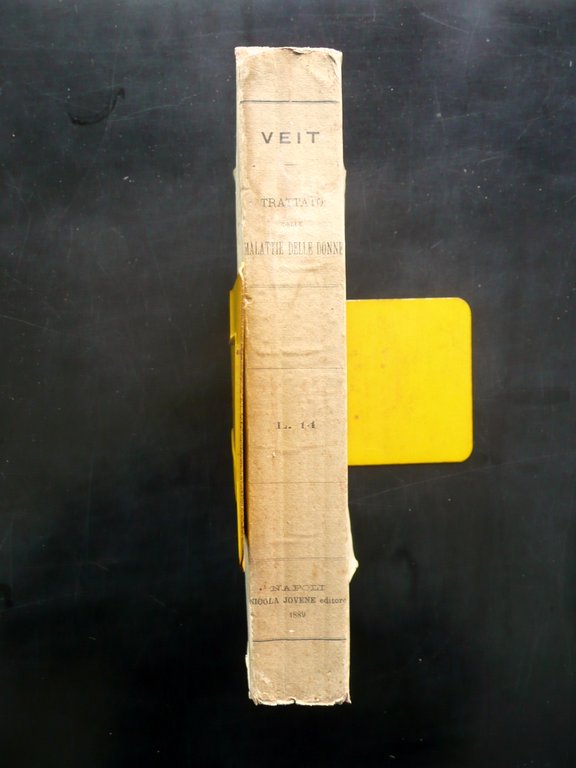 VEIT
TRATTATO
DELLE
MALATTIE DELLE DONNE
L. 14
NAPOLI
NICOLA JOVENE editore
1889